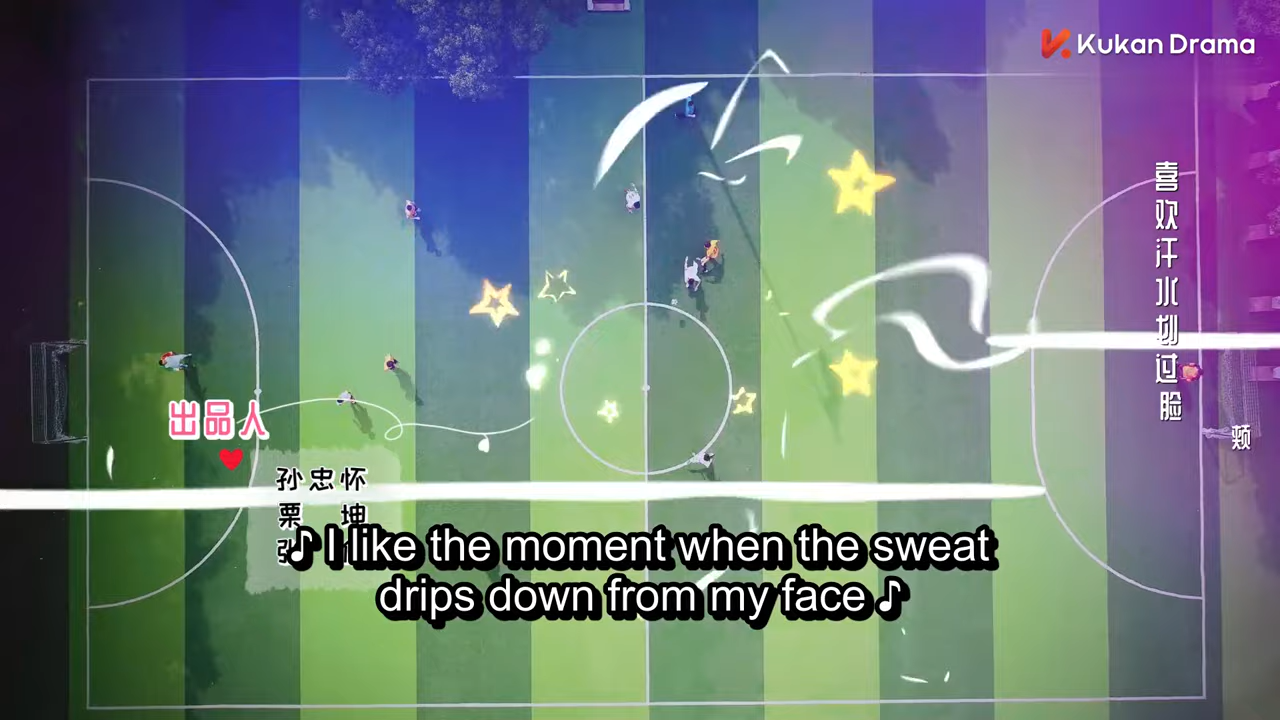 Kukan Drama
喜欢汗水划过脸
颊
出品人
孙忠怀
栗 坤
♪ I like the moment when the sweat
drips down from my face ♪